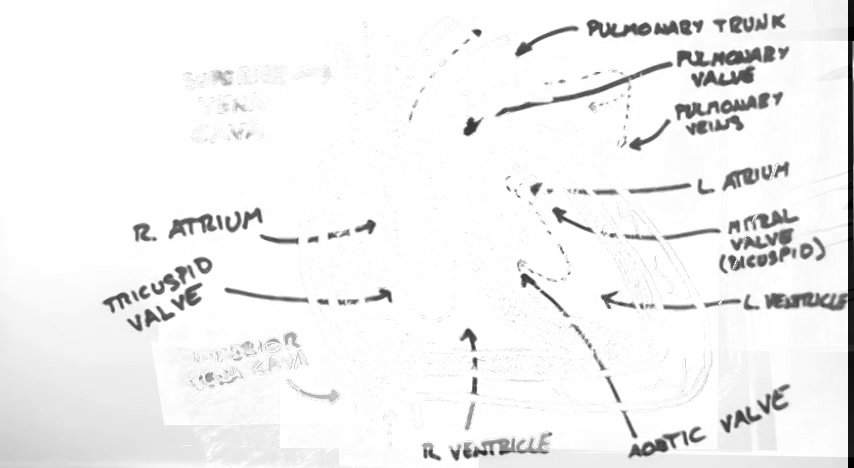 PULMONARY TRUNK
PULMONARY
VALVE
SUPERIOR
VENA
CAVA
PULMONARY
VEINS
L. ATRIUM
R. ATRIUM
MITRAL
VALVE
(BICUSPID)
TRICUSPID
VALVE
L. VENTRICLE
INFERIOR
VENA CAVA
R. VENTRICLE
AORTIC VALVE